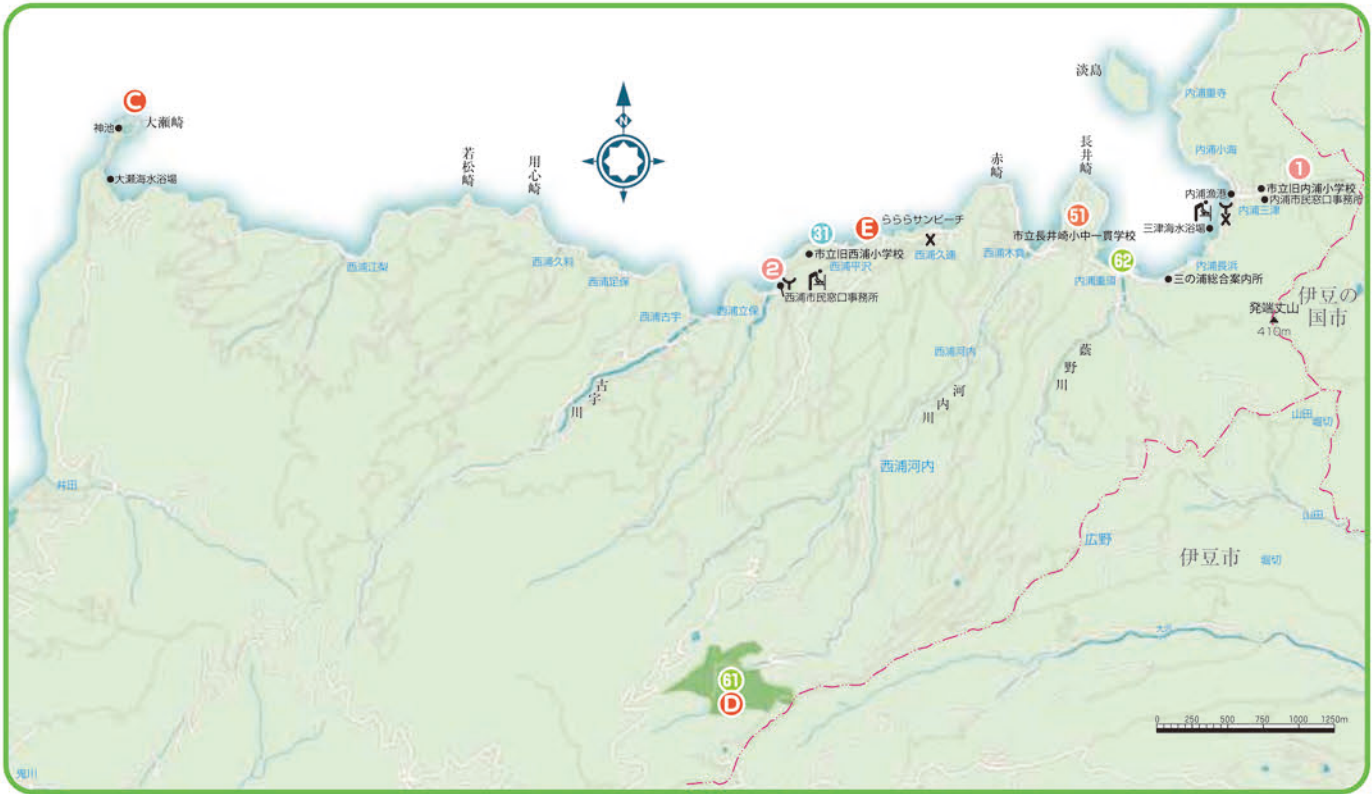 C
神池
大瀬崎
大瀬海水浴場
若松崎
用心崎
N
赤崎
長井崎
淡島
内浦重寺
内浦小海
1
市立旧内浦小学校
内浦市民窓口事務所
内浦漁港
内浦三津
三津海水浴場
51
市立長井崎小中一貫学校
E
らららサンビーチ
31
市立旧西浦小学校
西浦平沢
西浦久連
西浦木負
62
内浦重須
内浦長浜
三の浦総合案内所
2
西浦市民窓口事務所
西浦江梨
西浦久料
西浦足保
西浦古宇
西浦立保
発端丈山
410m
伊豆の
国市
西浦河内
古宇川
河内川
野川
山田
堀切
西浦河内
井田
広野
山田
伊豆市
堀切
61
D
0 250 500 750 1000 1250m